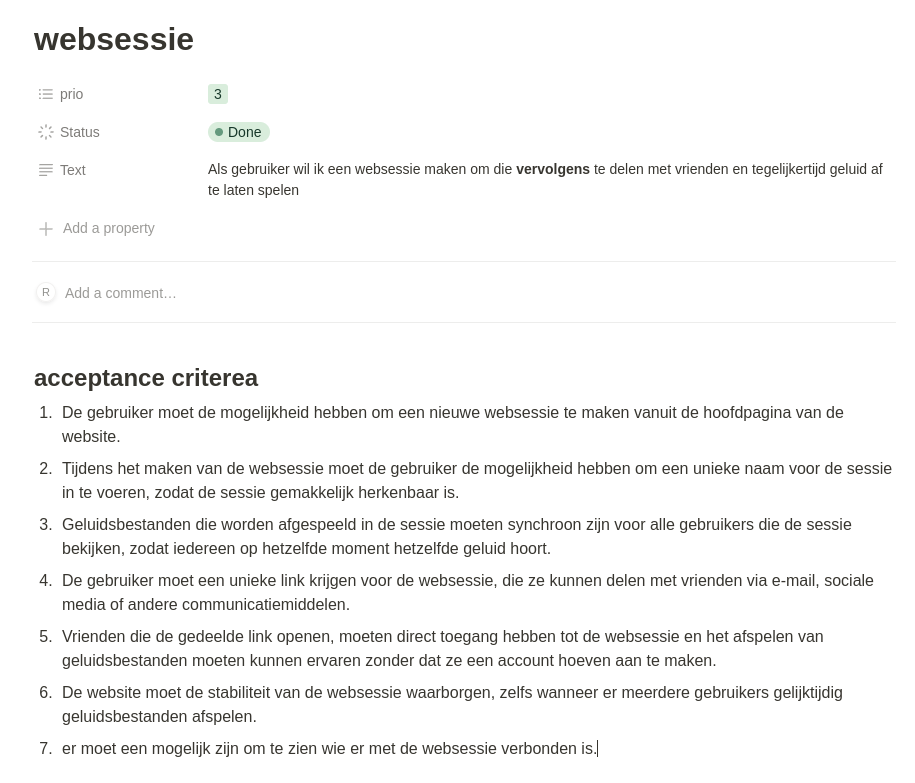 websessie
prio
3
Status
Done
Text
Als gebruiker wil ik een websessie maken om die vervolgens te delen met vrienden en tegelijkertijd geluid af
te laten spelen
Add a property
R
Add a comment…
acceptance criterea
1. De gebruiker moet de mogelijkheid hebben om een nieuwe websessie te maken vanuit de hoofdpagina van de
website.
2. Tijdens het maken van de websessie moet de gebruiker de mogelijkheid hebben om een unieke naam voor de sessie
in te voeren, zodat de sessie gemakkelijk herkenbaar is.
3. Geluidsbestanden die worden afgespeeld in de sessie moeten synchroon zijn voor alle gebruikers die de sessie
bekijken, zodat iedereen op hetzelfde moment hetzelfde geluid hoort.
4. De gebruiker moet een unieke link krijgen voor de websessie, die ze kunnen delen met vrienden via e-mail, sociale
media of andere communicatiemiddelen.
5. Vrienden die de gedeelde link openen, moeten direct toegang hebben tot de websessie en het afspelen van
geluidsbestanden moeten kunnen ervaren zonder dat ze een account hoeven aan te maken.
6. De website moet de stabiliteit van de websessie waarborgen, zelfs wanneer er meerdere gebruikers gelijktijdig
geluidsbestanden afspelen.
7. er moet een mogelijk zijn om te zien wie er met de websessie verbonden is.